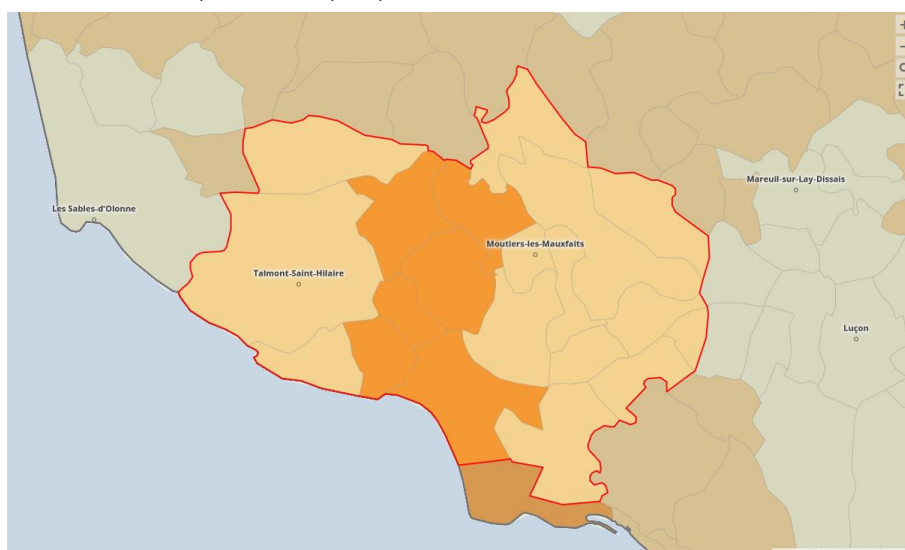 Les Sables-d'Olonne
Talmont-Saint-Hilaire
Moutiers-les-Mauxfaits
Mareuil-sur-Lay-Dissais
Luçon